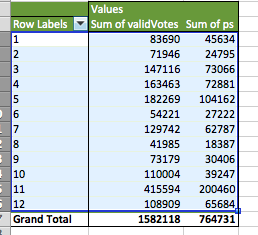 Values
Row Labels Sum of validVotes Sum of ps
1 83690 45634
2 71946 24795
3 147116 73066
4 163463 72881
5 182269 104162
6 54221 27222
7 129742 62787
8 41985 18387
9 73179 30406
10 110004 39247
11 415594 200460
12 108909 65684
Grand Total 1582118 764731